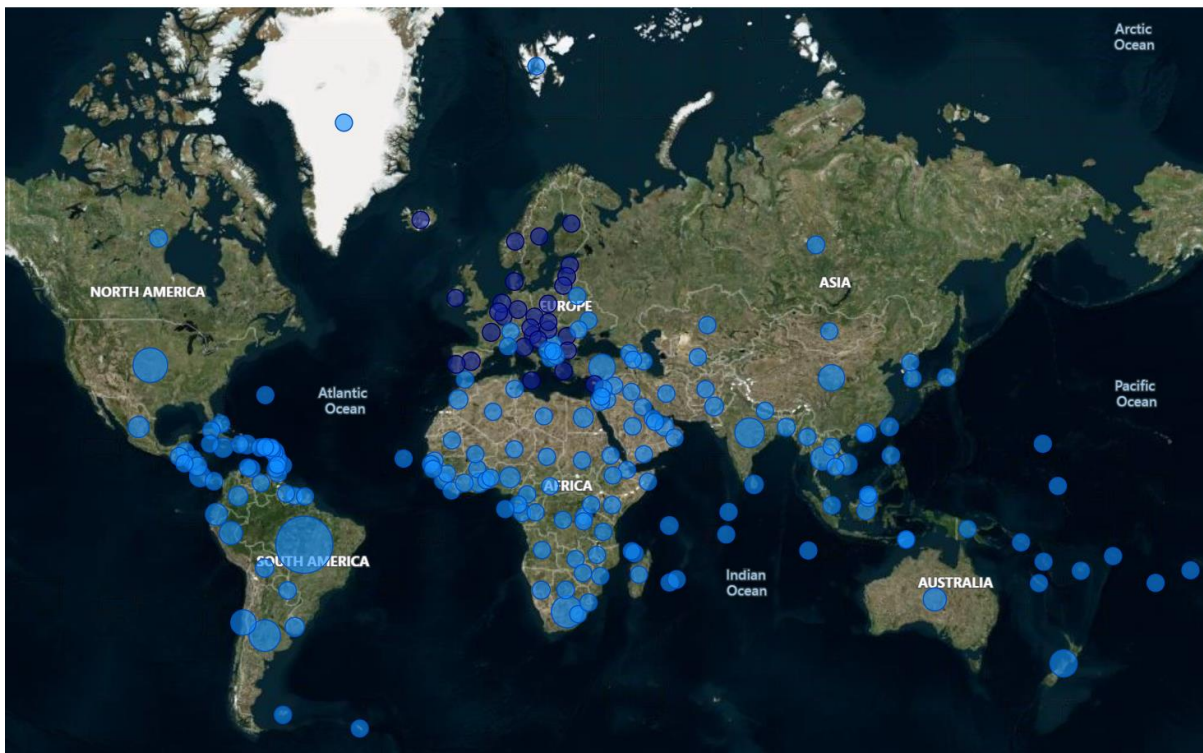 Arctic
Ocean
NORTH AMERICA
EUROPE
ASIA
Atlantic
Ocean
Pacific
Ocean
AFRICA
SOUTH AMERICA
Indian
Ocean
AUSTRALIA